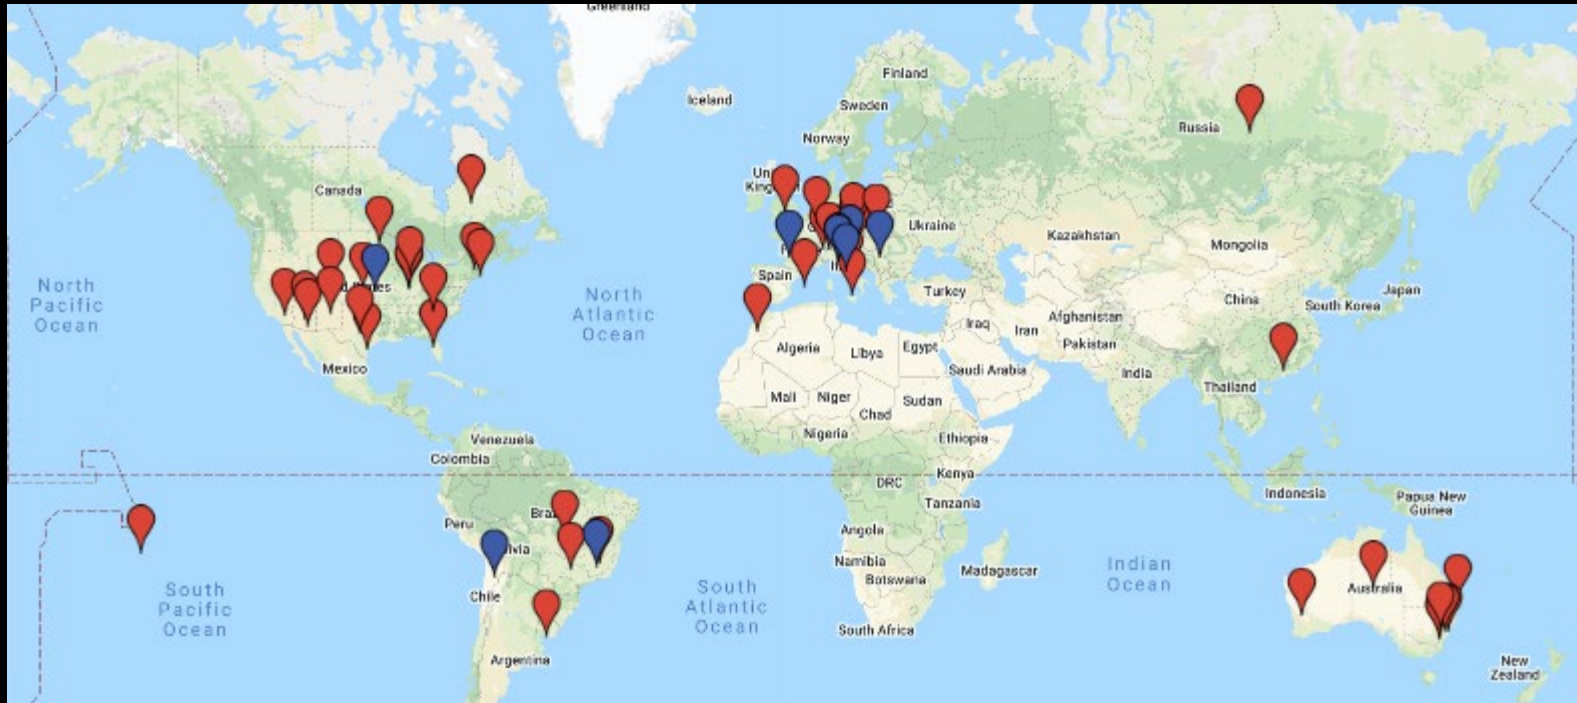 Greenland
Finland
Iceland
Sweden
Norway
Russia
Canada
Ukraine
Kazakhstan
Mongolia
Spain
Turkey
China
South Korea
Japan
North
Pacific
Ocean
North
Atlantic
Ocean
Iraq
Iran
Afghanistan
Pakistan
Algeria
Libya
Egypt
Saudi Arabia
India
Thailand
Mexico
Mali
Niger
Chad
Sudan
Nigeria
Ethiopia
Venezuela
Colombia
DRC
Kenya
Tanzania
Indonesia
Papua New
Guinea
Peru
Angola
Namibia
Botswana
Madagascar
Indian
Ocean
Australia
South
Pacific
Ocean
Chile
South
Atlantic
Ocean
South Africa
Argentina
New
Zealand